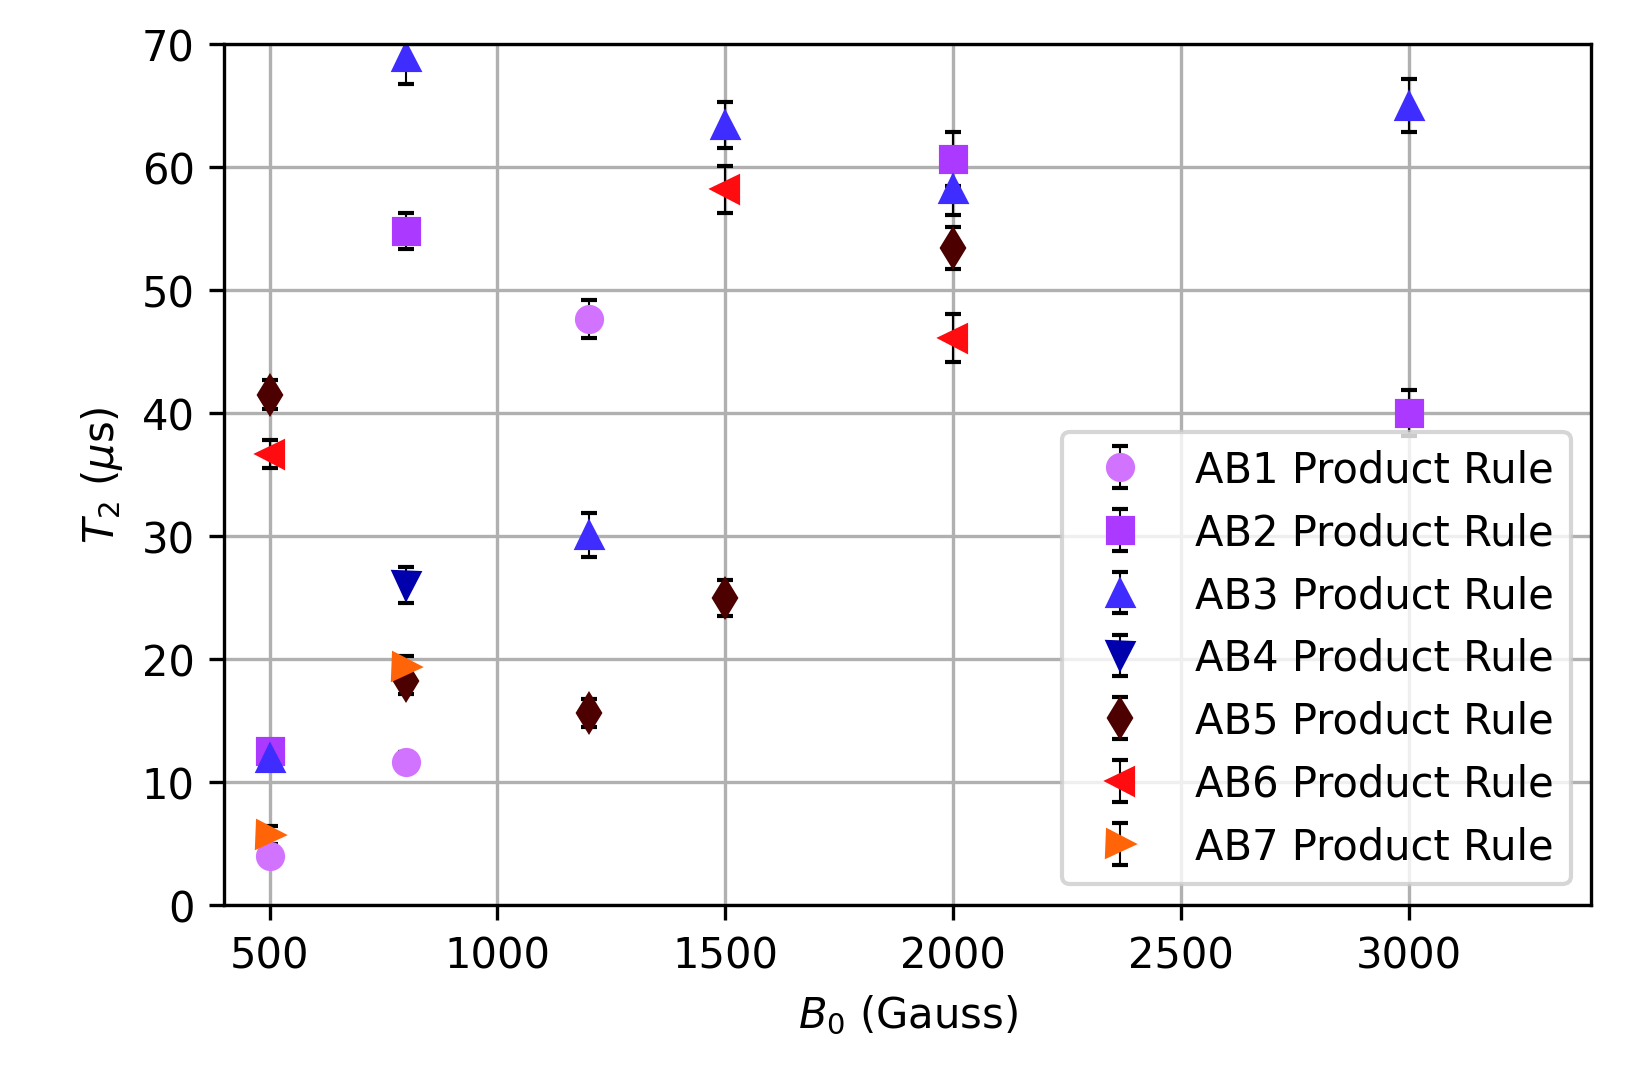 70
60
50
40
30
20
10
0
T₂ (μs)
500 1000 1500 2000 2500 3000
B₀ (Gauss)
AB1 Product Rule
AB2 Product Rule
AB3 Product Rule
AB4 Product Rule
AB5 Product Rule
AB6 Product Rule
AB7 Product Rule